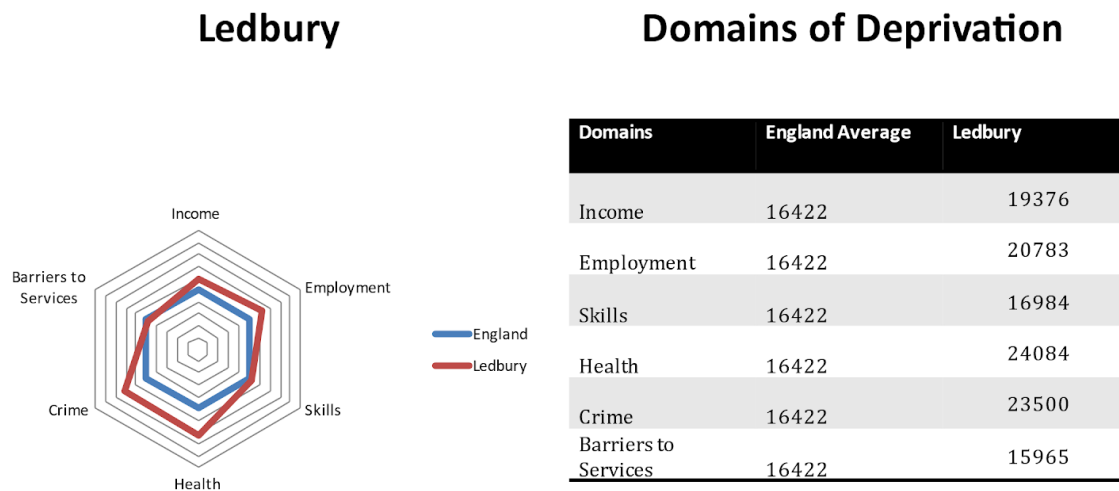 Ledbury
Domains of Deprivation
Income
Barriers to
Services
Employment
England
Ledbury
Crime
Skills
Health
Domains England Average Ledbury
Income 16422 19376
Employment 16422 20783
Skills 16422 16984
Health 16422 24084
Crime 16422 23500
Barriers to
Services 16422 15965